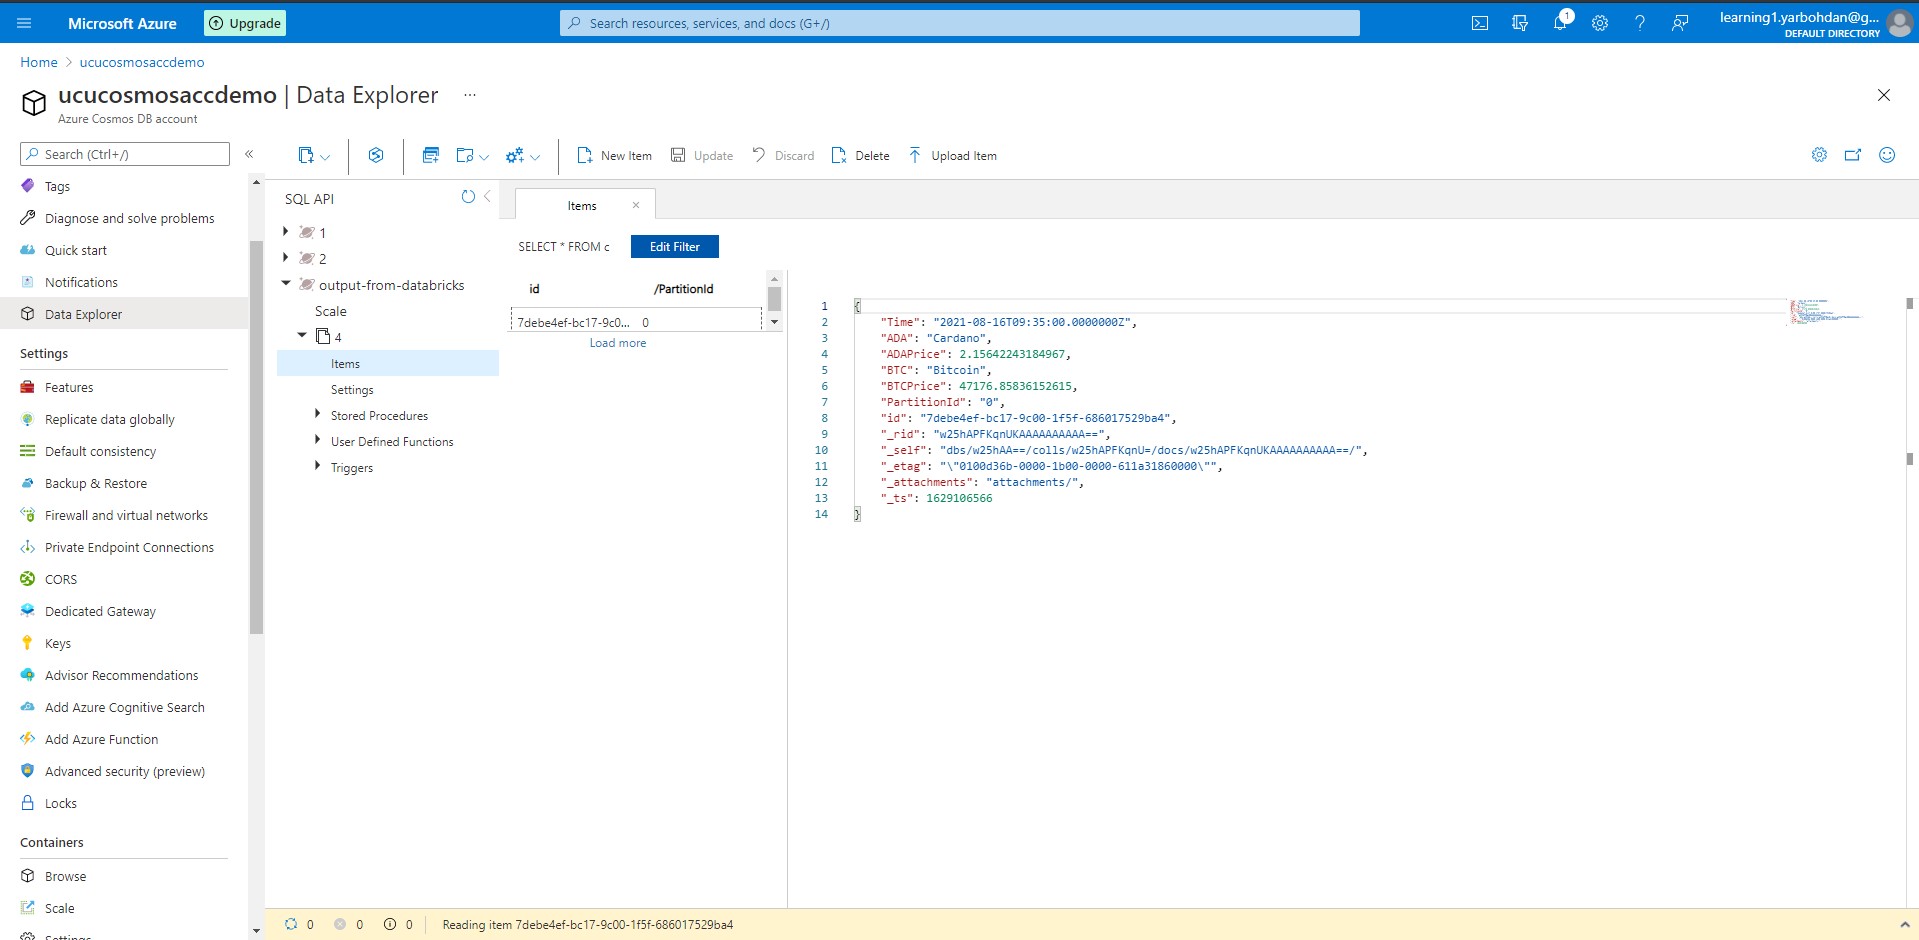 Microsoft Azure
Upgrade
Search resources, services, and docs (G+/)
1
learning1.yarbohdan@g...
DEFAULT DIRECTORY
Home > ucucosmosaccdemo
ucucosmosaccdemo | Data Explorer ...
Azure Cosmos DB account
Search (Ctrl+/)
«
Tags
Diagnose and solve problems
Quick start
Notifications
Data Explorer
Settings
Features
Replicate data globally
Default consistency
Backup & Restore
Firewall and virtual networks
Private Endpoint Connections
CORS
Dedicated Gateway
Keys
Advisor Recommendations
Add Azure Cognitive Search
Add Azure Function
Advanced security (preview)
Locks
Containers
Browse
Scale
Settings
New Item
Update
Discard
Delete
Upload Item
SQL API
1
2
output-from-databricks
Scale
4
Items
Settings
Stored Procedures
User Defined Functions
Triggers
Items
SELECT * FROM c
Edit Filter
id /PartitionId
7debe4ef-bc17-9c0... 0
Load more
1 {
2 "Time": "2021-08-16T09:35:00.0000000Z",
3 "ADA": "Cardano",
4 "ADAPrice": 2.15642243184967,
5 "BTC": "Bitcoin",
6 "BTCPrice": 47176.85836152615,
7 "PartitionId": "0",
8 "id": "7debe4ef-bc17-9c00-1f5f-686017529ba4",
9 "_rid": "w25hAPFKqnUKAAAAAAAAAA==",
10 "_self": "dbs/w25hAA==/colls/w25hAPFKqnU=/docs/w25hAPFKqnUKAAAAAAAAAA==/",
11 "_etag": "\"0100d36b-0000-1b00-0000-611a31860000\"",
12 "_attachments": "attachments/",
13 "_ts": 1629106566
14 }
0 0 0 Reading item 7debe4ef-bc17-9c00-1f5f-686017529ba4